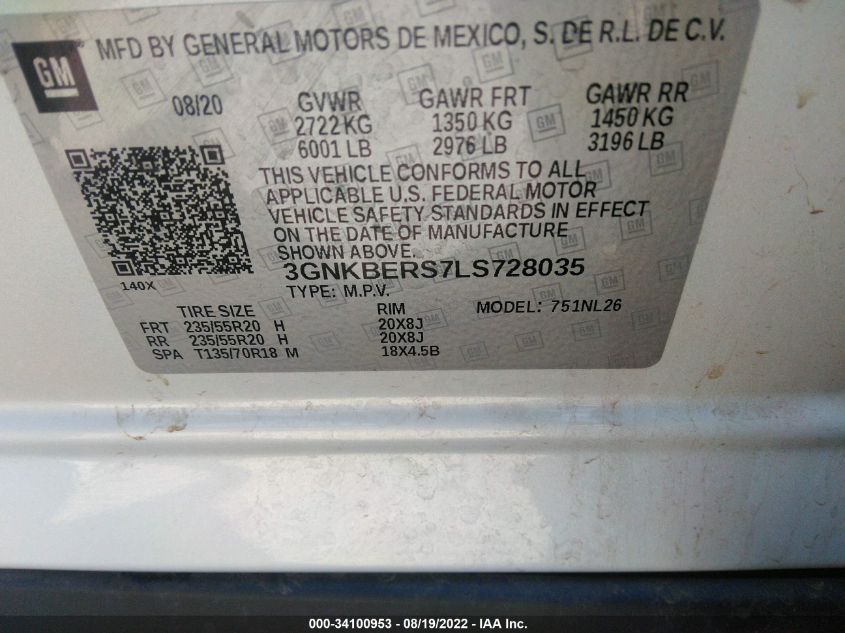 GM
MFD BY GENERAL MOTORS DE MEXICO, S. DE R.L. DE C.V.
08/20 GVWR GAWR FRT GAWR RR
2722 KG 1350 KG 1450 KG
6001 LB 2976 LB 3196 LB
THIS VEHICLE CONFORMS TO ALL
APPLICABLE U.S. FEDERAL MOTOR
VEHICLE SAFETY STANDARDS IN EFFECT
ON THE DATE OF MANUFACTURE
SHOWN ABOVE.
140X
3GNKBERS7LS728035
TYPE: M.P.V.
TIRE SIZE RIM MODEL: 751NL26
FRT 235/55R20 H 20X8J
RR 235/55R20 H 20X8J
SPA T135/70R18 M 18X4.5B
000-34100953 - 08/19/2022 - IAA Inc.